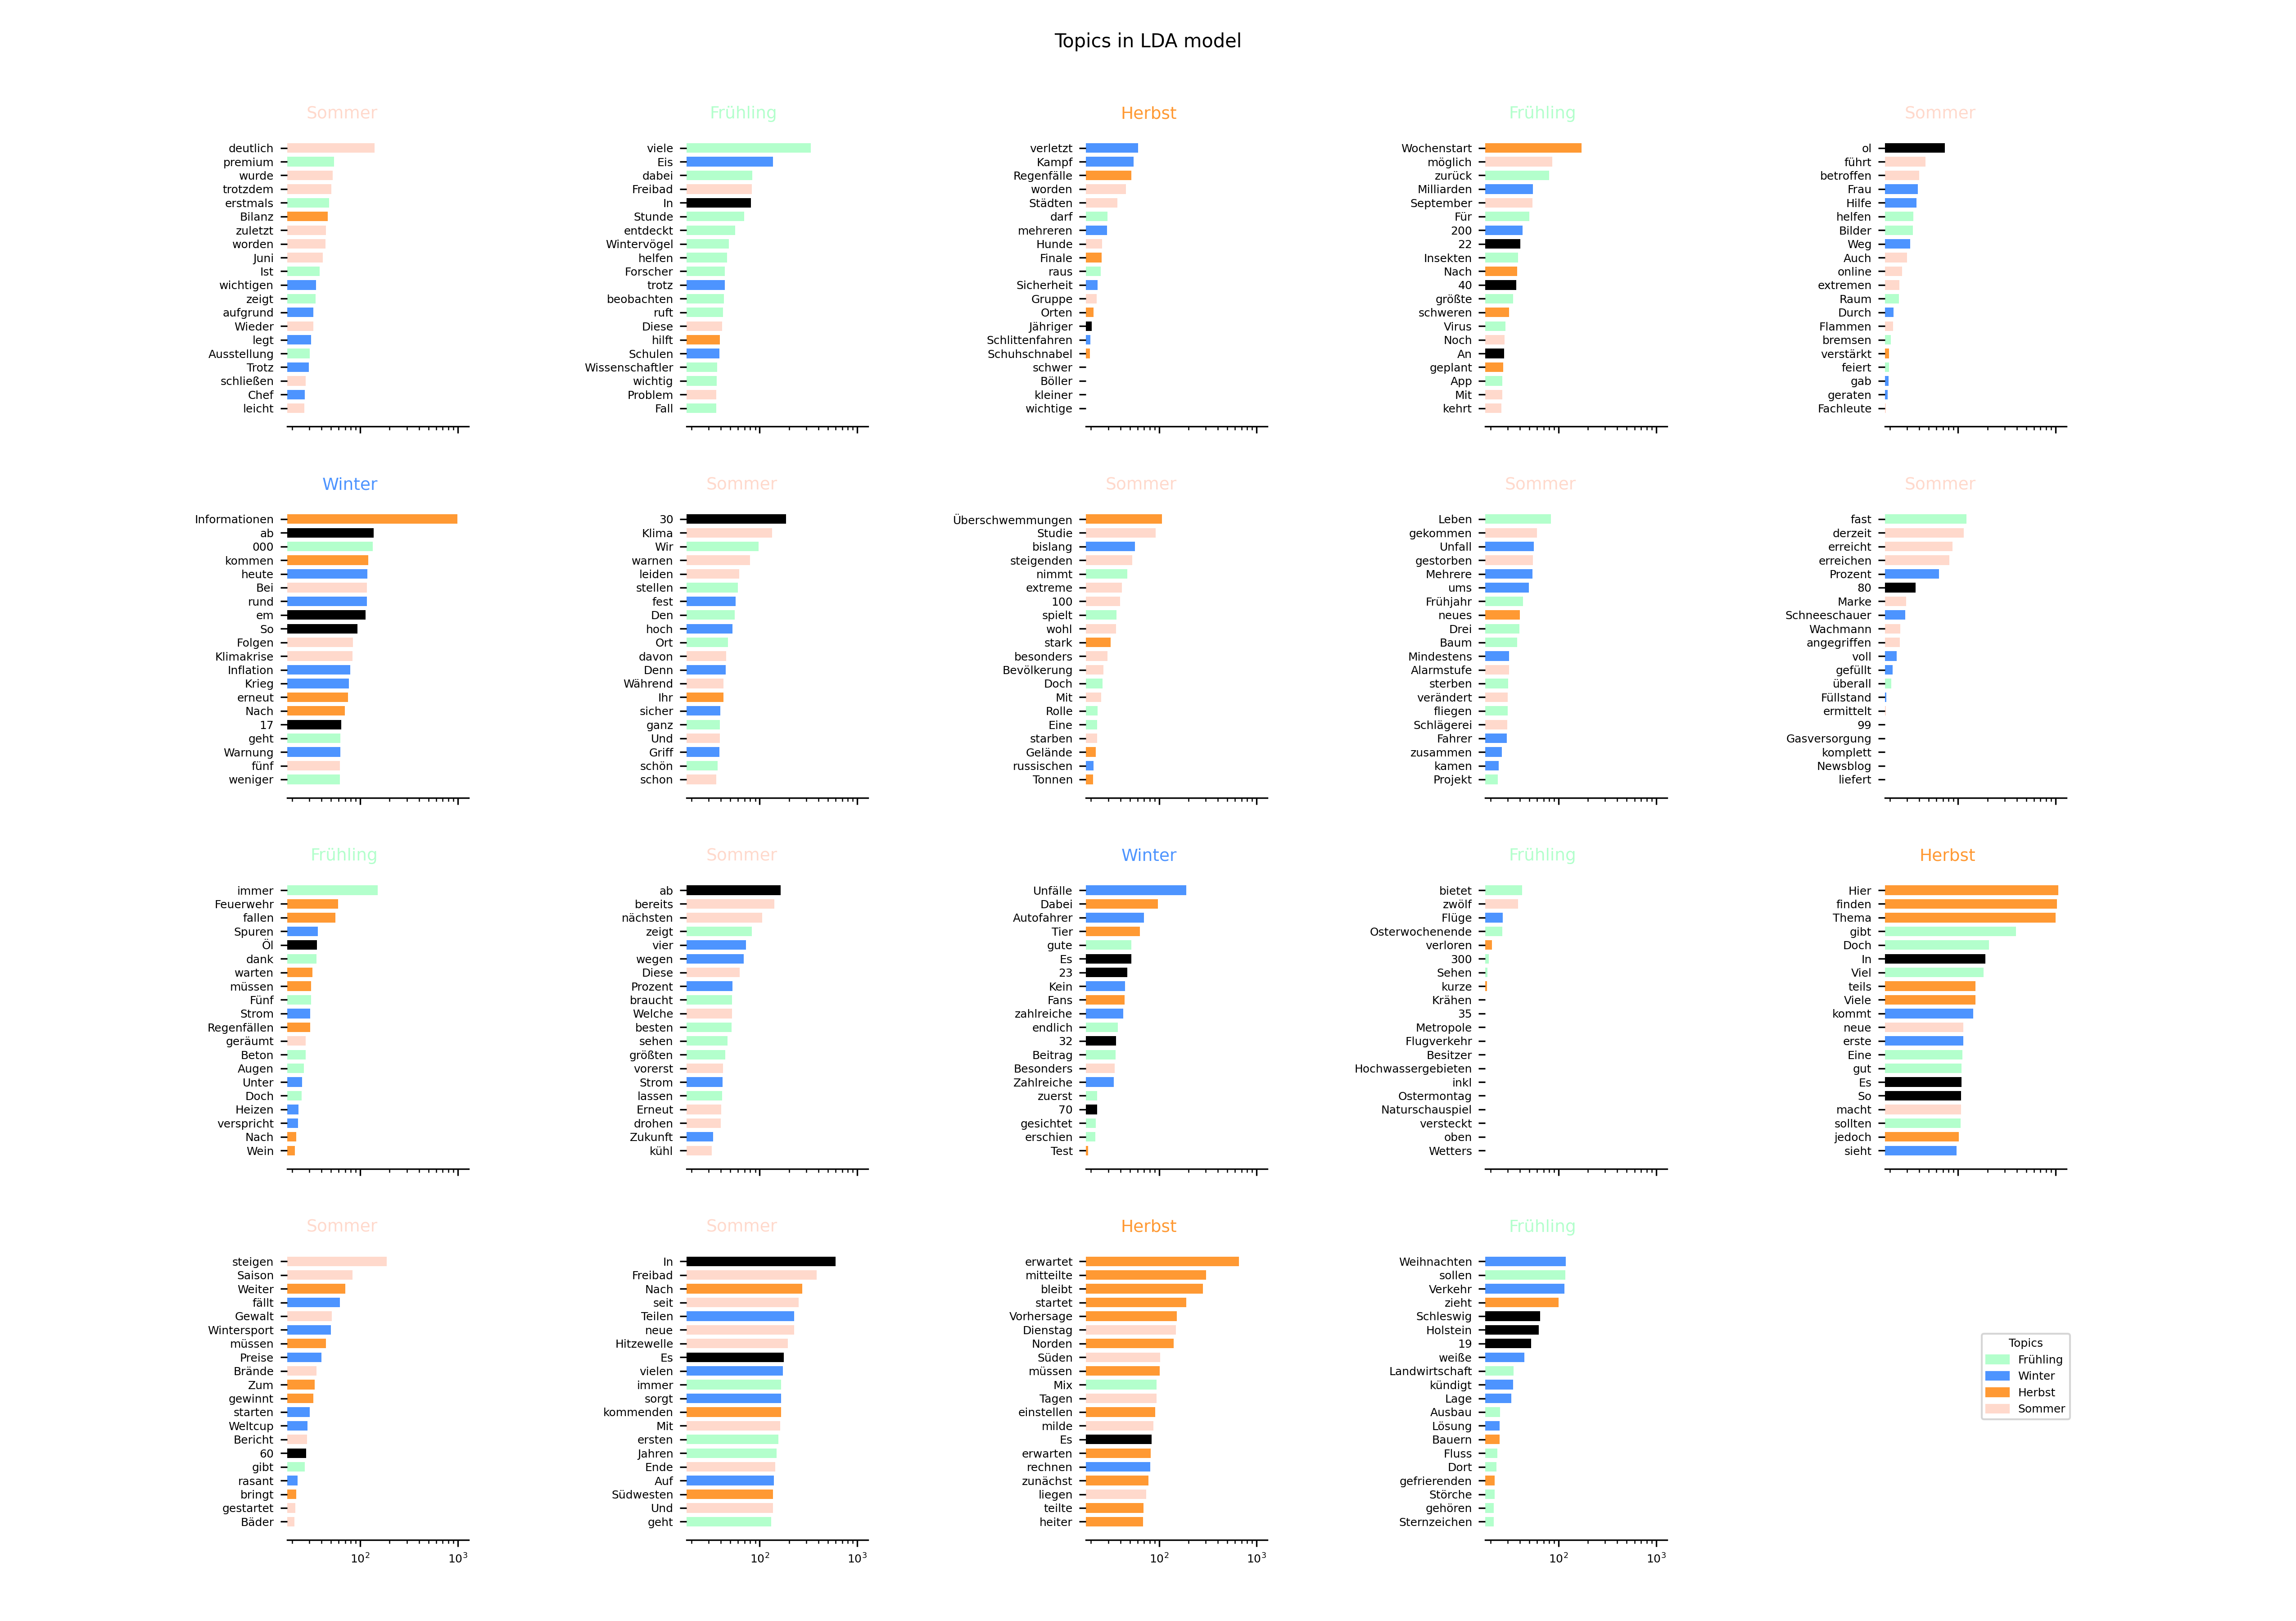 Topics in LDA model
Sommer
deutlich
premium
wurde
trotzdem
erstmals
Bilanz
zuletzt
worden
Juni
Ist
wichtigen
zeigt
aufgrund
Wieder
legt
Ausstellung
Trotz
schließen
Chef
leicht
Frühling
viele
Eis
dabei
Freibad
In
Stunde
entdeckt
Wintervögel
helfen
Forscher
trotz
beobachten
ruft
Diese
hilft
Schulen
Wissenschaftler
wichtig
Problem
Fall
Herbst
verletzt
Kampf
Regenfälle
worden
Städten
darf
mehreren
Hunde
Finale
raus
Sicherheit
Gruppe
Orten
Jähriger
Schlittenfahren
Schuhschnabel
schwer
Böller
kleiner
wichtige
Frühling
Wochenstart
möglich
zurück
Milliarden
September
Für
200
22
Insekten
Nach
40
größte
schweren
Virus
Noch
An
geplant
App
Mit
kehrt
Sommer
ol
führt
betroffen
Frau
Hilfe
helfen
Bilder
Weg
Auch
online
extremen
Raum
Durch
Flammen
bremsen
verstärkt
feiert
gab
geraten
Fachleute
Winter
Informationen
ab
000
kommen
heute
Bei
rund
em
So
Folgen
Klimakrise
Inflation
Krieg
erneut
Nach
17
geht
Warnung
fünf
weniger
Sommer
30
Klima
Wir
warnen
leiden
stellen
fest
Den
hoch
Ort
davon
Denn
Während
Ihr
sicher
ganz
Und
Griff
schön
schon
Sommer
Überschwemmungen
Studie
bislang
steigenden
nimmt
extreme
100
spielt
wohl
stark
besonders
Bevölkerung
Doch
Mit
Rolle
Eine
starben
Gelände
russischen
Tonnen
Sommer
Leben
gekommen
Unfall
gestorben
Mehrere
ums
Frühjahr
neues
Drei
Baum
Mindestens
Alarmstufe
sterben
verändert
fliegen
Schlägerei
Fahrer
zusammen
kamen
Projekt
Sommer
fast
derzeit
erreicht
erreichen
Prozent
80
Marke
Schneeschauer
Wachmann
angegriffen
voll
gefüllt
überall
Füllstand
ermittelt
99
Gasversorgung
komplett
Newsblog
liefert
Frühling
immer
Feuerwehr
fallen
Spuren
Öl
dank
warten
müssen
Fünf
Strom
Regenfällen
geräumt
Beton
Augen
Unter
Doch
Heizen
verspricht
Nach
Wein
Sommer
ab
bereits
nächsten
zeigt
vier
wegen
Diese
Prozent
braucht
Welche
besten
sehen
größten
vorerst
Strom
lassen
Erneut
drohen
Zukunft
kühl
Winter
Unfälle
Dabei
Autofahrer
Tier
gute
Es
23
Kein
Fans
zahlreiche
endlich
32
Beitrag
Besonders
Zahlreiche
zuerst
70
gesichtet
erschien
Test
Frühling
bietet
zwölf
Flüge
Osterwochenende
verloren
300
Sehen
kurze
Krähen
35
Metropole
Flugverkehr
Besitzer
Hochwassergebieten
inkl
Ostermontag
Naturschauspiel
versteckt
oben
Wetters
Herbst
Hier
finden
Thema
gibt
Doch
In
Viel
teils
Viele
kommt
neue
erste
Eine
gut
Es
So
macht
sollten
jedoch
sieht
Sommer
steigen
Saison
Weiter
fällt
Gewalt
Wintersport
müssen
Preise
Brände
Zum
gewinnt
starten
Weltcup
Bericht
60
gibt
rasant
bringt
gestartet
Bäder
10² 10³
Sommer
In
Freibad
Nach
seit
Teilen
neue
Hitzewelle
Es
vielen
immer
sorgt
kommenden
Mit
ersten
Jahren
Ende
Auf
Südwesten
Und
geht
10² 10³
Herbst
erwartet
mitteilte
bleibt
startet
Vorhersage
Dienstag
Norden
Süden
müssen
Mix
Tagen
einstellen
milde
Es
erwarten
rechnen
zunächst
liegen
teilte
heiter
10² 10³
Frühling
Weihnachten
sollen
Verkehr
zieht
Schleswig
Holstein
19
weiße
Landwirtschaft
kündigt
Lage
Ausbau
Lösung
Bauern
Fluss
Dort
gefrierenden
Störche
gehören
Sternzeichen
10² 10³
Topics
Frühling
Winter
Herbst
Sommer